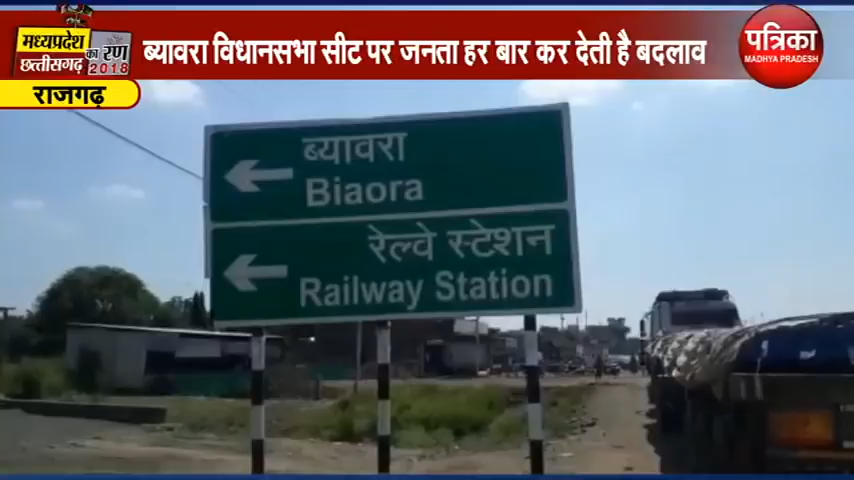 मध्यप्रदेश
छत्तीसगढ़
का रण
2018
ब्यावरा विधानसभा सीट पर जनता हर बार कर देती है बदलाव
पत्रिका
MADHYA PRADESH
राजगढ़
ब्यावरा
Biaora
रेल्वे स्टेशन
Railway Station